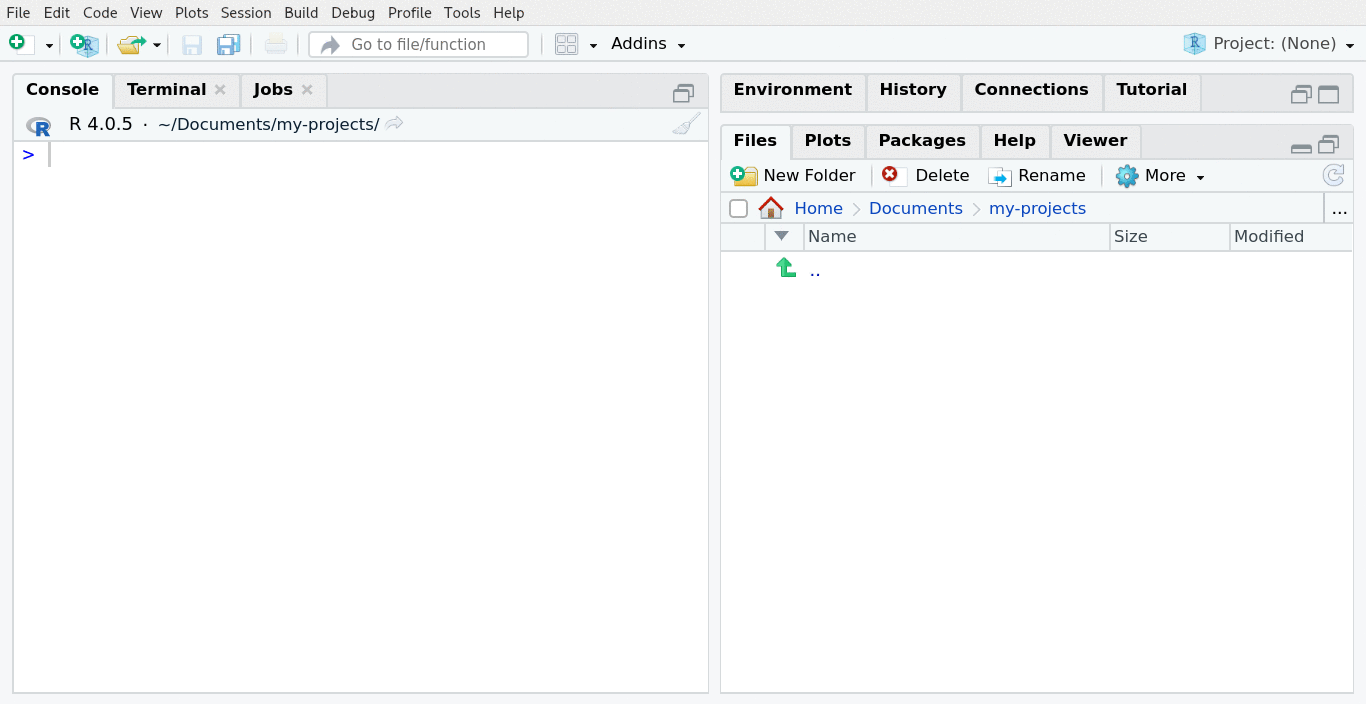 File Edit Code View Plots Session Build Debug Profile Tools Help
Go to file/function Addins Project: (None)
Console Terminal Jobs
R 4.0.5 · ~/Documents/my-projects/
>
Environment History Connections Tutorial
Files Plots Packages Help Viewer
New Folder Delete Rename More
Home Documents my-projects ...
Name Size Modified
..